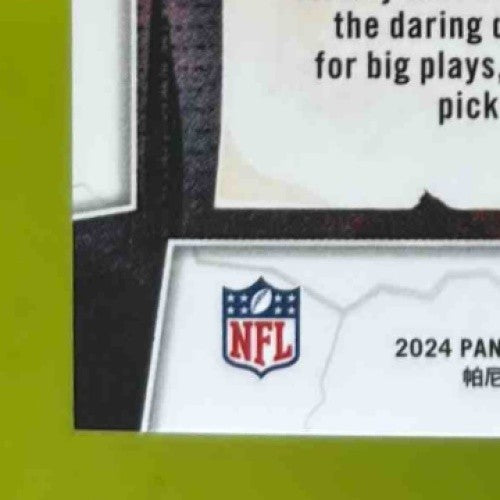 the daring
for big plays,
pick
NFL
2024 PAN
帕尼